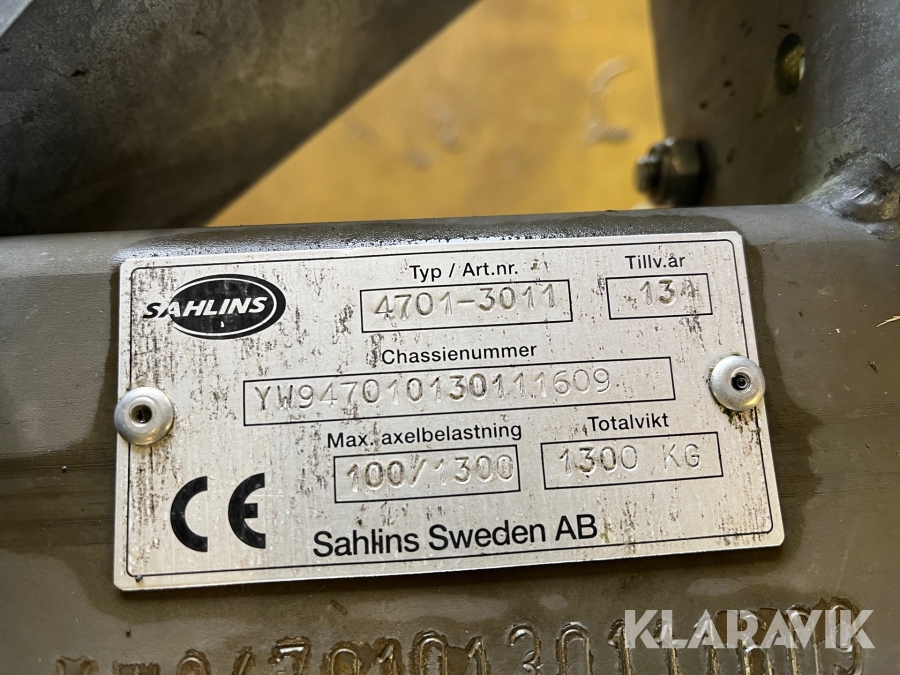 SAHLINS
Typ / Art.nr.
4701-3011
Tillv.år
13
Chassienummer
YW947010130111609
Max. axelbelastning
100/1300
Totalvikt
1300 KG
CE
Sahlins Sweden AB
KLARAVIK